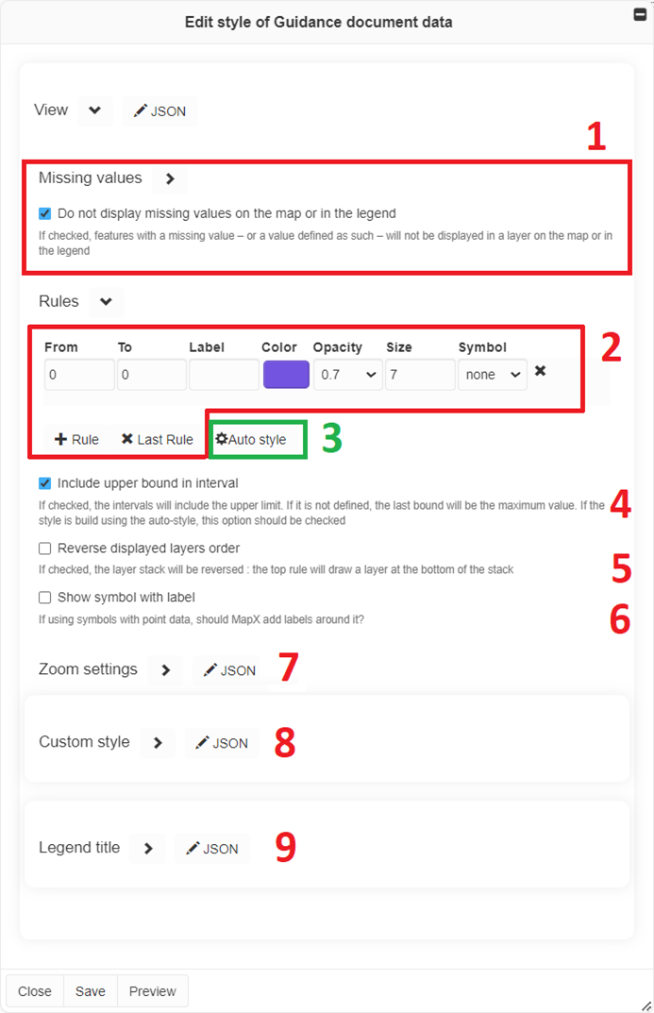 Edit style of Guidance document data
View JSON
1
Missing values
Do not display missing values on the map or in the legend
If checked, features with a missing value – or a value defined as such – will not be displayed in a layer on the map or in
the legend
Rules
From To Label Color Opacity Size Symbol
2
0 0 0.7 7 none
Rule Last Rule Auto style
3
Include upper bound in interval
If checked, the intervals will include the upper limit. If it is not defined, the last bound will be the maximum value. If the
style is build using the auto-style, this option should be checked
4
Reverse displayed layers order
If checked, the layer stack will be reversed : the top rule will draw a layer at the bottom of the stack
5
Show symbol with label
If using symbols with point data, should MapX add labels around it?
6
Zoom settings JSON 7
Custom style JSON 8
Legend title JSON 9
Close Save Preview